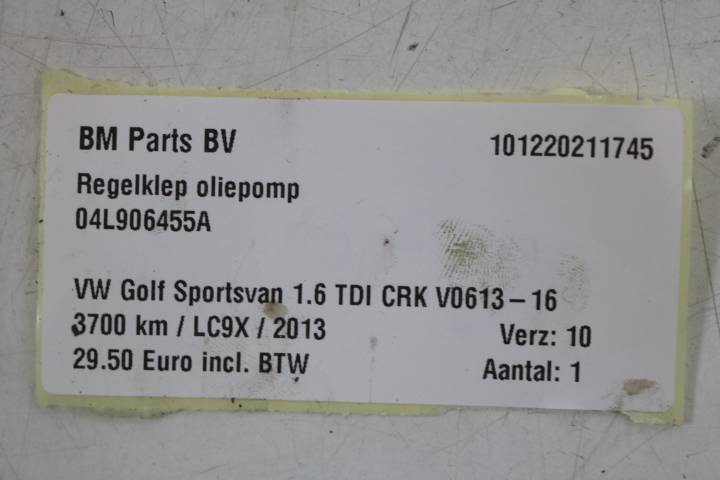 BM Parts BV 101220211745
Regelklep oliepomp
04L906455A
VW Golf Sportsvan 1.6 TDI CRK V0613-16
3700 km / LC9X / 2013 Verz: 10
29.50 Euro incl. BTW Aantal: 1